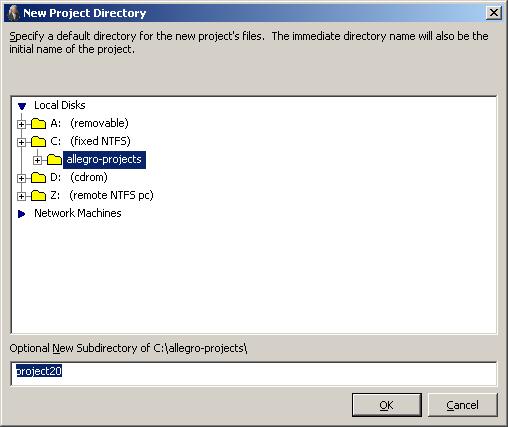 New Project Directory
Specify a default directory for the new project's files.  The immediate directory name will also be the
initial name of the project.
Local Disks
A:   (removable)
C:   (fixed NTFS)
allegro-projects
D:   (cdrom)
Z:   (remote NTFS pc)
Network Machines
Optional New Subdirectory of C:\allegro-projects\
project20
OK
Cancel